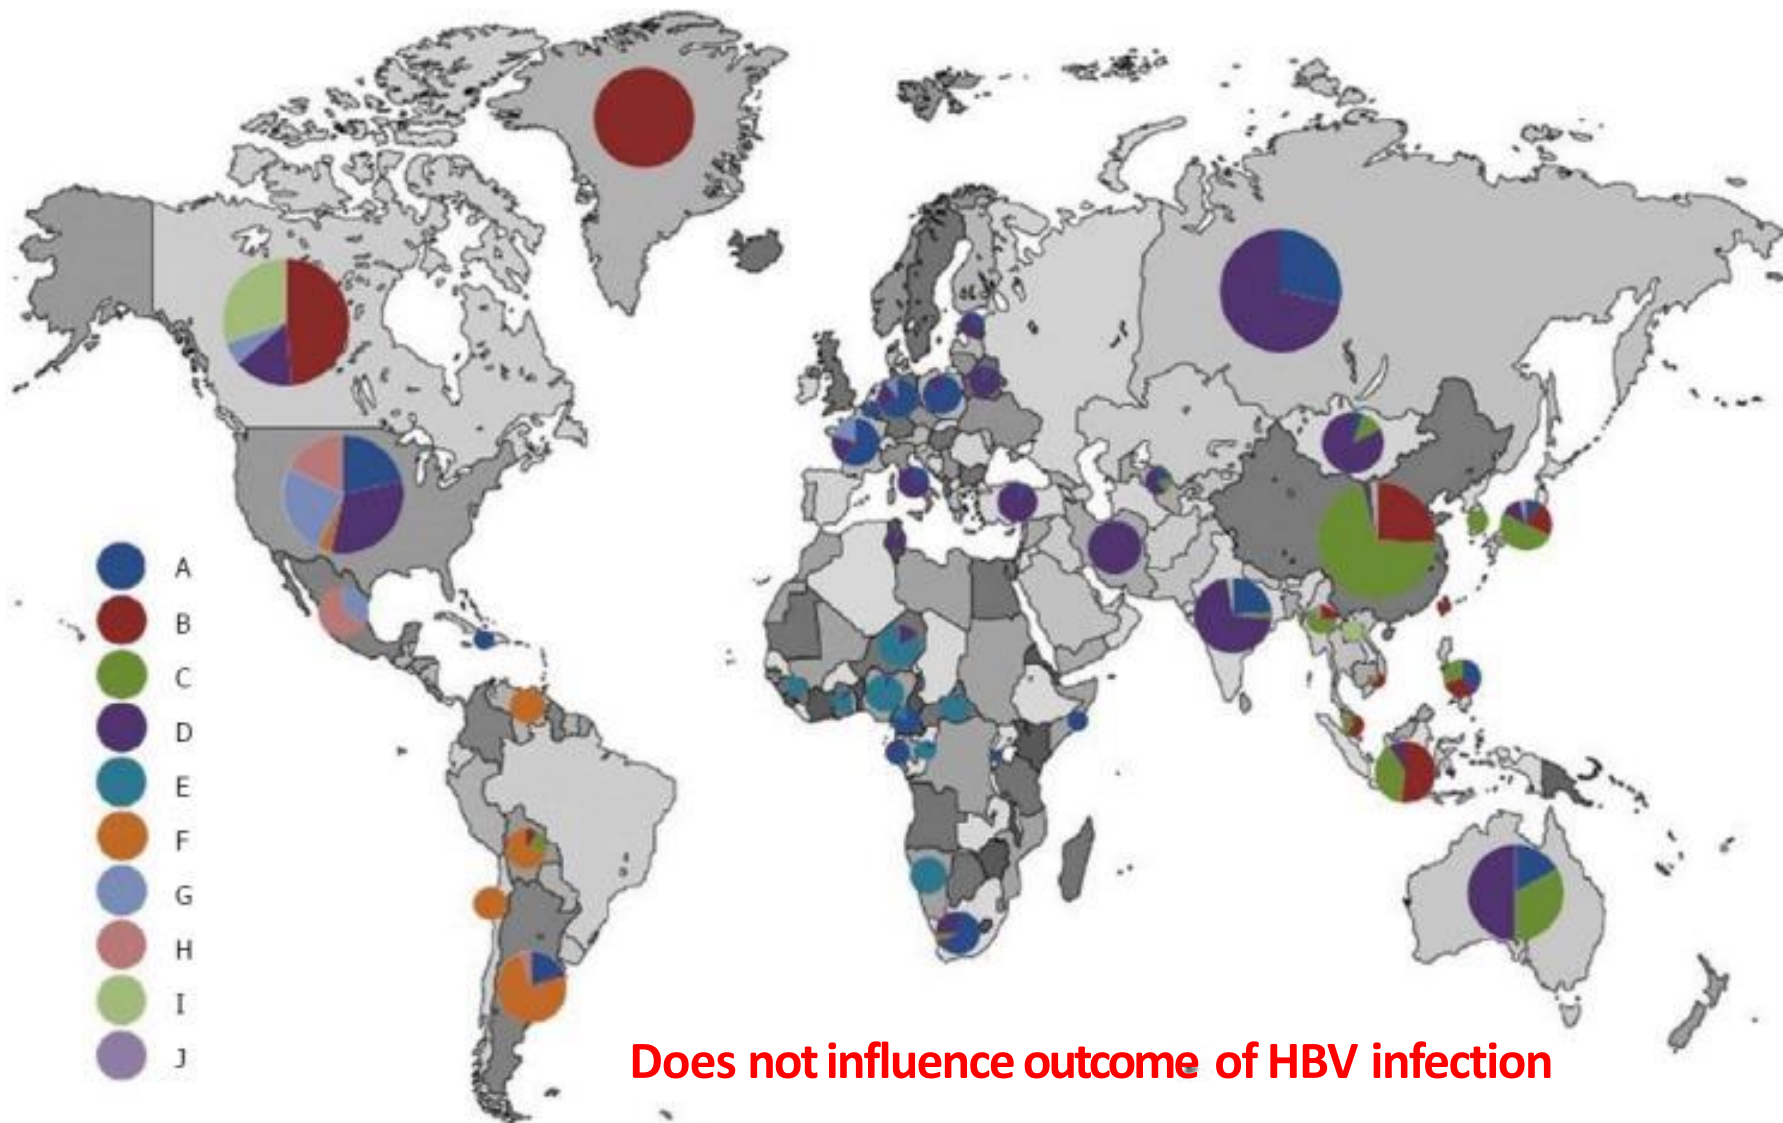 A
B
C
D
E
F
G
H
I
J
Does not influence outcome of HBV infection